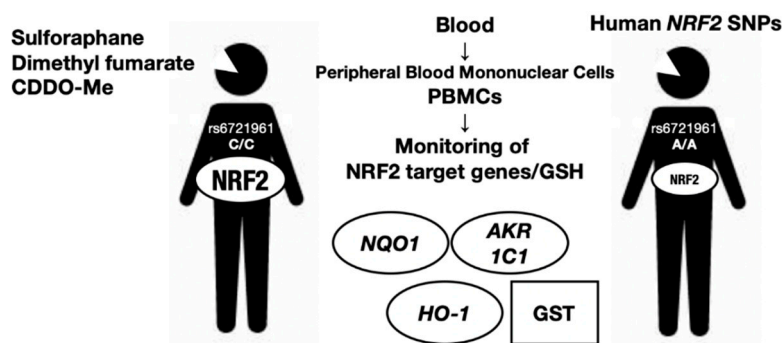 Sulforaphane
Dimethyl fumarate
CDDO-Me
rs6721961
C/C
NRF2
Blood
↓
Peripheral Blood Mononuclear Cells
PBMCs
↓
Monitoring of
NRF2 target genes/GSH
NQO1
AKR
1C1
HO-1
GST
Human NRF2 SNPs
rs6721961
A/A
NRF2